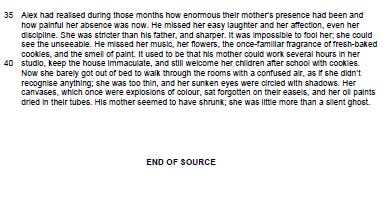 35 Alex had realised during those months how enormous their mother's presence had been and
how painful her absence was now. He missed her easy laughter and her affection, even her
discipline. She was stricter than his father, and sharper. It was impossible to fool her; she could
see the unseeable. He missed her music, her flowers, the once-familiar fragrance of fresh-baked
cookies, and the smell of paint. It used to be that his mother could work several hours in her
40 studio, keep the house immaculate, and still welcome her children after school with cookies.
Now she barely got out of bed to walk through the rooms with a confused air, as if she didn't
recognise anything; she was too thin, and her sunken eyes were circled with shadows. Her
canvases, which once were explosions of colour, sat forgotten on their easels, and her oil paints
dried in their tubes. His mother seemed to have shrunk; she was little more than a silent ghost.
END OF SOURCE